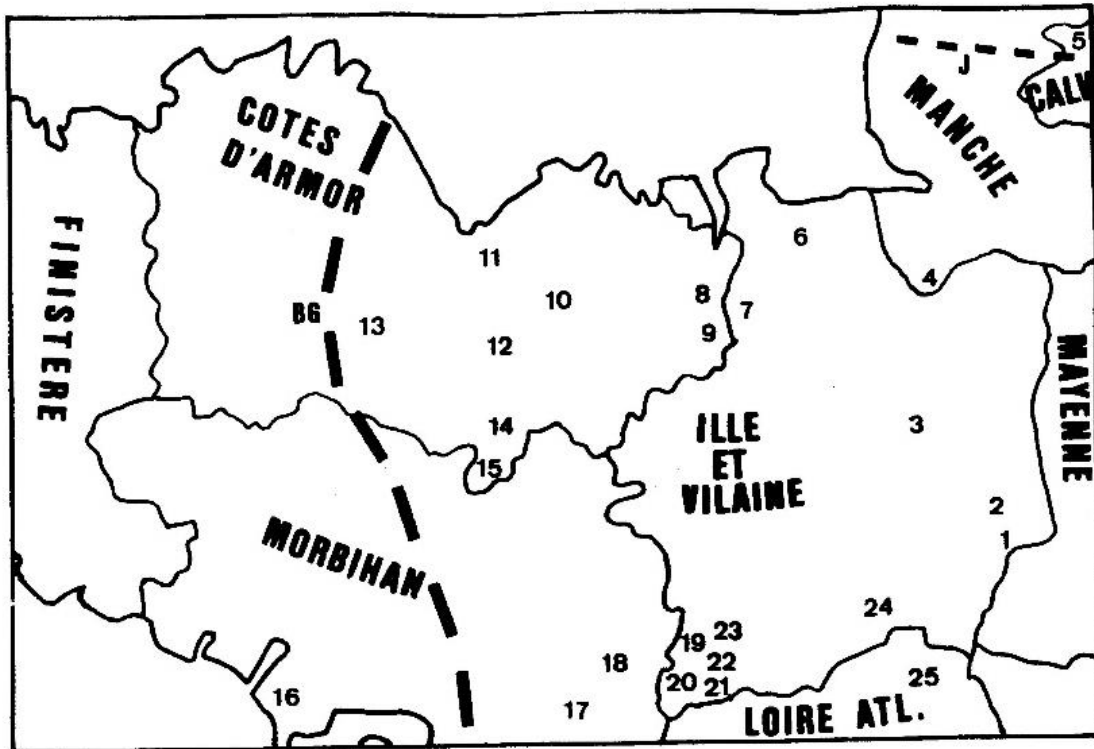 5
J
CALV
MANCHE
COTES
D'ARMOR
FINISTERE
6
11
4
8
10
7
BG
13
9
12
MAYENNE
14
3
15
ILLE
ET
VILAINE
2
1
MORBIHAN
24
23
19
18
22
25
20
21
16
17
LOIRE ATL.